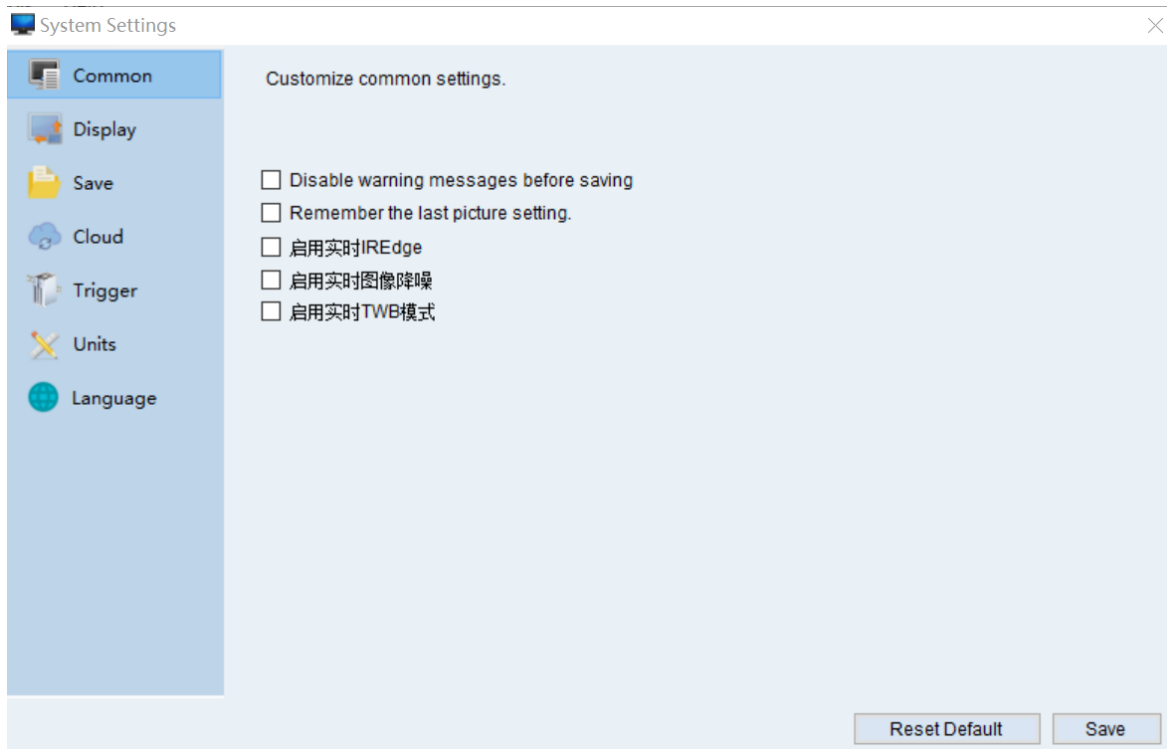 System Settings
Common
Display
Save
Cloud
Trigger
Units
Language
Customize common settings.
Disable warning messages before saving
Remember the last picture setting.
启用实时IREdge
启用实时图像降噪
启用实时TWB模式
Reset Default
Save